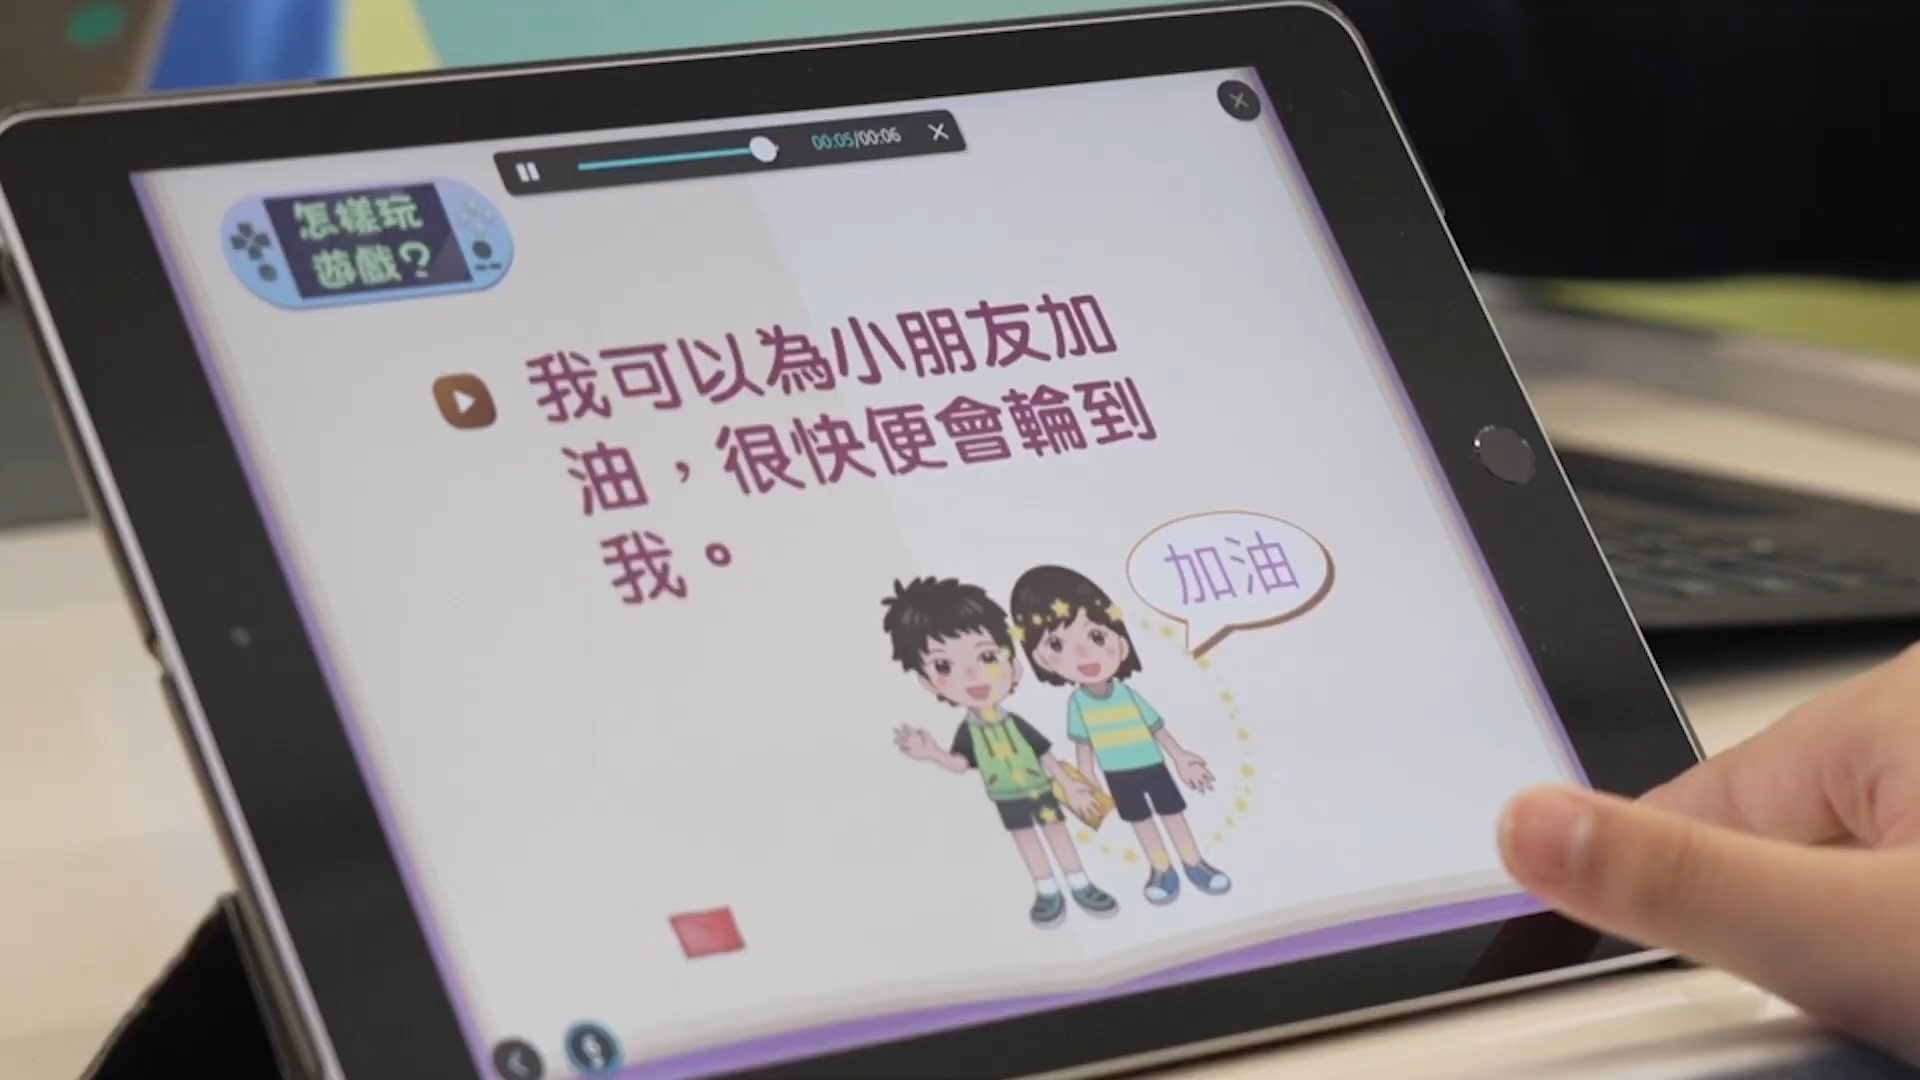 00:05/00:06
怎樣玩
遊戲?
我可以為小朋友加
油，很快便會輪到
我。
加油